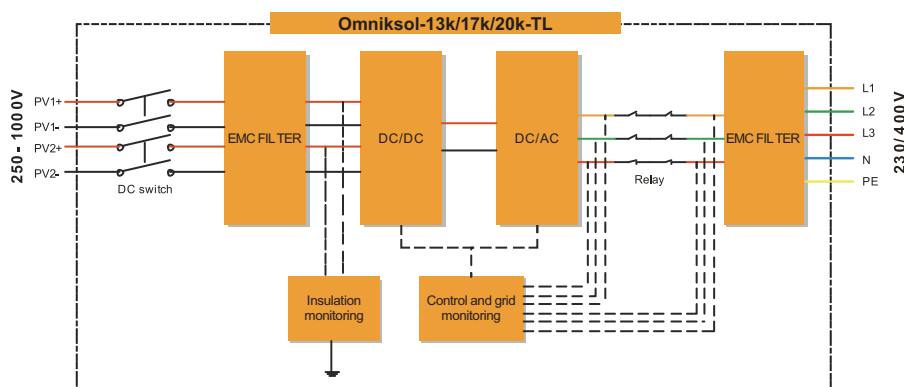 Omniksol-13k/17k/20k-TL
250-1000V
PV1+
PV1-
PV2+
PV2-
DC switch
EMC FILTER
DC/DC
DC/AC
Relay
EMC FILTER
L1
L2
L3
N
PE
230/400V
Insulation
monitoring
Control and grid
monitoring